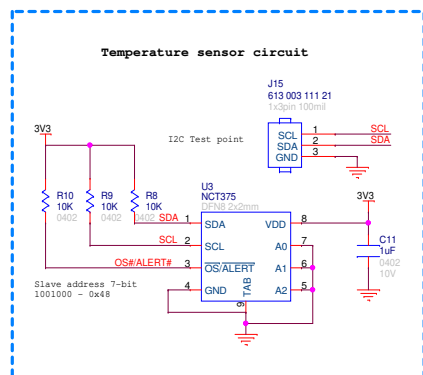 Temperature sensor circuit
J15
613 003 111 21
1x3pin 100mil
I2C Test point
SCL 1 SCL
SDA 2 SDA
GND 3
3V3
R10
10K
0402
R9
10K
0402
R8
10K
0402
U3
NCT375
DFN8 2x2mm
SDA 1 SDA
SCL 2 SCL
OS#/ALERT# 3 OS/ALERT
4 GND
VDD 8
A0 7
A1 6
A2 5
TAB
9
3V3
C11
1uF
0402
10V
Slave address 7-bit
1001000 - 0x48